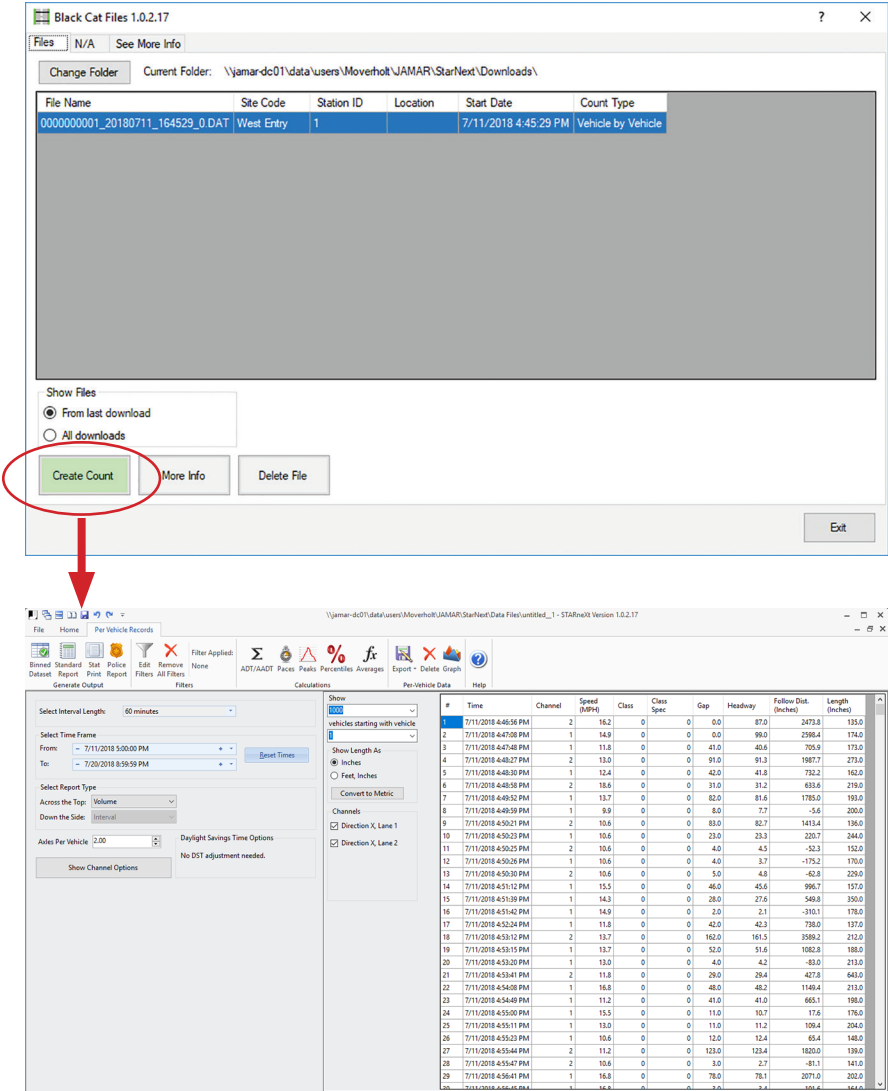 Black Cat Files 1.0.2.17
? X
Files N/A See More Info
Change Folder Current Folder: \\jamar-dc01\data\users\Moverholt\JAMAR\StarNext\Downloads\
File Name Site Code Station ID Location Start Date Count Type
0000000001_20180711_164529_0.DAT West Entry 1 7/11/2018 4:45:29 PM Vehicle by Vehicle
Show Files
From last download
All downloads
Create Count More Info Delete File
Exit
\\jamar-dc01\data\users\Moverholt\JAMAR\StarNext\Data Files\untitled_1 - STARneXt Version 1.0.2.17
File Home Per Vehicle Records
Binned Dataset Standard Report Stat Print Police Report Edit Filters Remove All Filters Filter Applied: None ADT/AADT Paces Peaks Percentiles Averages Export Delete Graph
Generate Output Filters Calculations Per-Vehicle Data Help
Select Interval Length: 60 minutes
Select Time Frame
From: 7/11/2018 5:00:00 PM
To: 7/20/2018 8:59:59 PM
Reset Times
Select Report Type
Across the Top: Volume
Down the Side: Interval
Axles Per Vehicle 2.00
Daylight Savings Time Options
No DST adjustment needed.
Show Channel Options
Show
1000
vehicles starting with vehicle
1
Show Length As
Inches
Feet, Inches
Convert to Metric
Channels
Direction X, Lane 1
Direction X, Lane 2
# Time Channel Speed (MPH) Class Class Spec Gap Headway Follow Dist. (Inches) Length (Inches)
1 7/11/2018 4:46:56 PM 2 16.2 0 0 0.0 87.0 2473.8 135.0
2 7/11/2018 4:47:08 PM 1 14.9 0 0 0.0 99.0 2598.4 174.0
3 7/11/2018 4:47:48 PM 1 11.8 0 0 41.0 40.6 705.9 173.0
4 7/11/2018 4:48:27 PM 2 13.0 0 0 91.0 91.3 1987.7 273.0
5 7/11/2018 4:48:30 PM 1 12.4 0 0 42.0 41.8 732.2 162.0
6 7/11/2018 4:48:58 PM 2 18.6 0 0 31.0 31.2 633.6 219.0
7 7/11/2018 4:49:52 PM 1 13.7 0 0 82.0 81.6 1785.0 193.0
8 7/11/2018 4:49:59 PM 1 9.9 0 0 8.0 7.7 -5.6 200.0
9 7/11/2018 4:50:21 PM 2 10.6 0 0 83.0 82.7 1413.4 136.0
10 7/11/2018 4:50:23 PM 1 10.6 0 0 23.0 23.3 220.7 244.0
11 7/11/2018 4:50:25 PM 2 10.6 0 0 4.0 4.5 -52.3 152.0
12 7/11/2018 4:50:26 PM 1 10.6 0 0 4.0 3.7 -175.2 170.0
13 7/11/2018 4:50:30 PM 2 10.6 0 0 5.0 4.8 -62.8 229.0
14 7/11/2018 4:51:12 PM 1 15.5 0 0 46.0 45.6 996.7 157.0
15 7/11/2018 4:51:39 PM 1 14.3 0 0 28.0 27.6 549.8 350.0
16 7/11/2018 4:51:42 PM 1 14.9 0 0 2.0 2.1 -310.1 178.0
17 7/11/2018 4:52:24 PM 1 11.8 0 0 42.0 42.3 738.0 137.0
18 7/11/2018 4:53:12 PM 2 13.7 0 0 162.0 161.5 3589.2 212.0
19 7/11/2018 4:53:15 PM 1 13.7 0 0 52.0 51.6 1082.8 188.0
20 7/11/2018 4:53:20 PM 1 13.0 0 0 4.0 4.2 -83.0 213.0
21 7/11/2018 4:53:41 PM 2 11.8 0 0 29.0 29.4 427.8 643.0
22 7/11/2018 4:54:08 PM 1 16.8 0 0 48.0 48.2 1149.4 213.0
23 7/11/2018 4:54:49 PM 1 11.2 0 0 41.0 41.0 665.1 198.0
24 7/11/2018 4:55:00 PM 1 15.5 0 0 11.0 10.7 17.6 176.0
25 7/11/2018 4:55:11 PM 1 13.0 0 0 11.0 11.2 109.4 204.0
26 7/11/2018 4:55:23 PM 1 10.6 0 0 12.0 12.4 65.4 148.0
27 7/11/2018 4:55:44 PM 2 11.2 0 0 123.0 123.4 1820.0 139.0
28 7/11/2018 4:55:47 PM 2 10.6 0 0 3.0 2.7 -81.1 141.0
29 7/11/2018 4:56:41 PM 1 16.8 0 0 78.0 78.1 2071.0 202.0